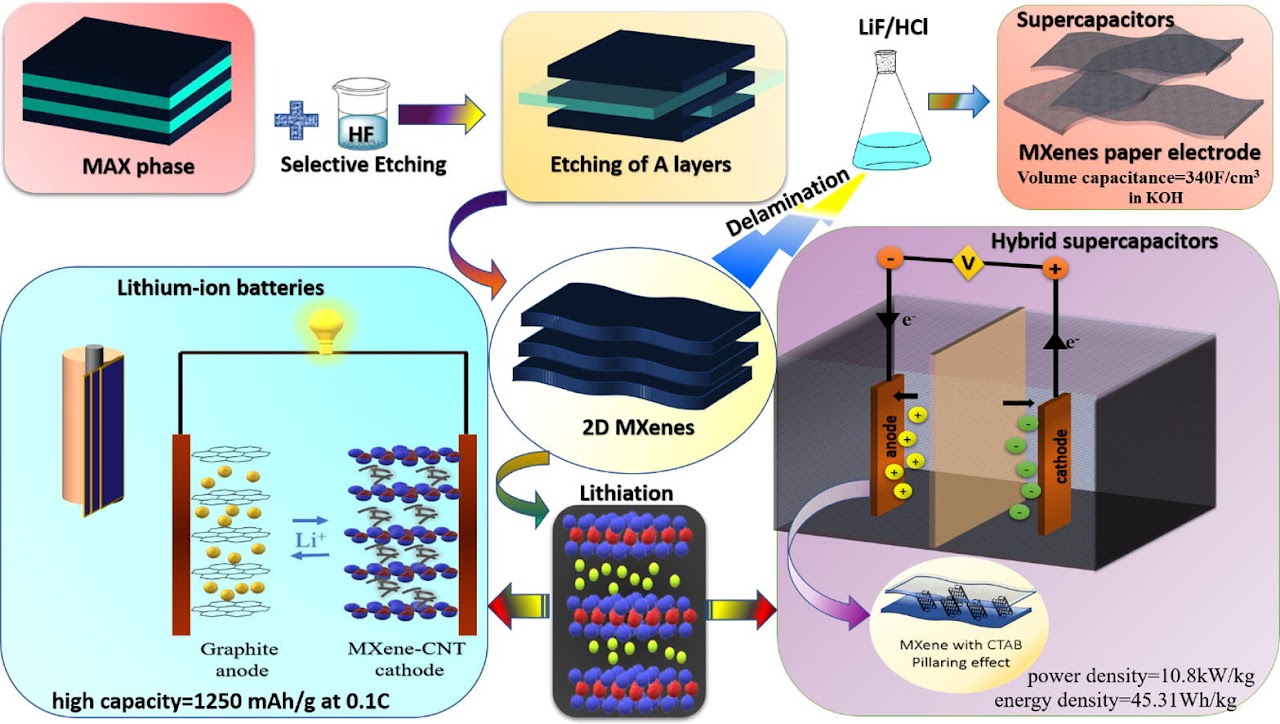 MAX phase
HF
Selective Etching
Etching of A layers
LiF/HCl
Delamination
Supercapacitors
MXenes paper electrode
Volume capacitance=340F/cm³
in KOH
2D MXenes
Lithium-ion batteries
Li⁺
Graphite
anode
MXene-CNT
cathode
high capacity=1250 mAh/g at 0.1C
Lithiation
Hybrid supercapacitors
-
V
+
e⁻
e⁻
anode
+
+
+
+
-
-
-
-
-
cathode
MXene with CTAB
Pillaring effect
power density=10.8kW/kg
energy density=45.31Wh/kg